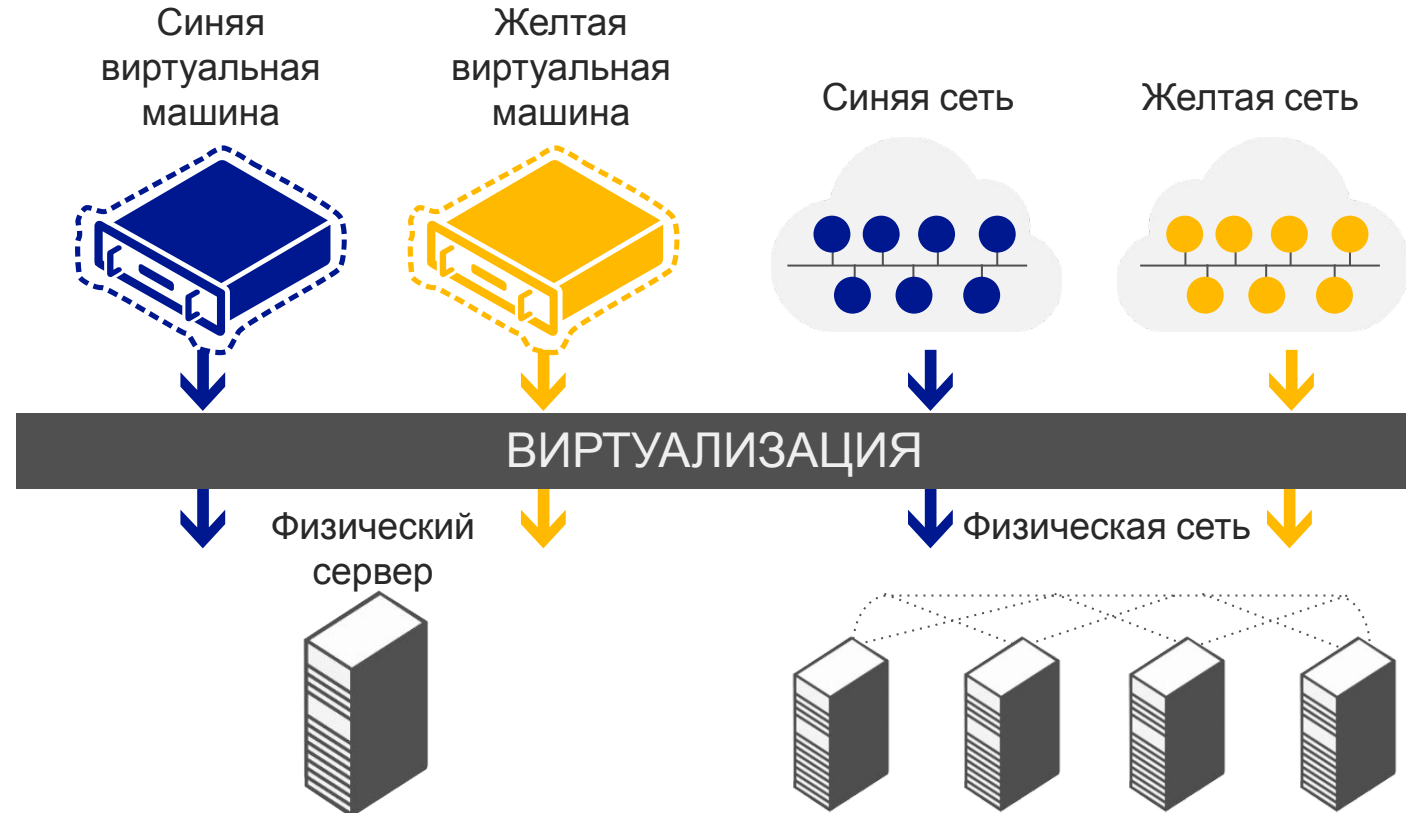 Синяя
виртуальная
машина
Желтая
виртуальная
машина
Синяя сеть
Желтая сеть
ВИРТУАЛИЗАЦИЯ
Физический
сервер
Физическая сеть